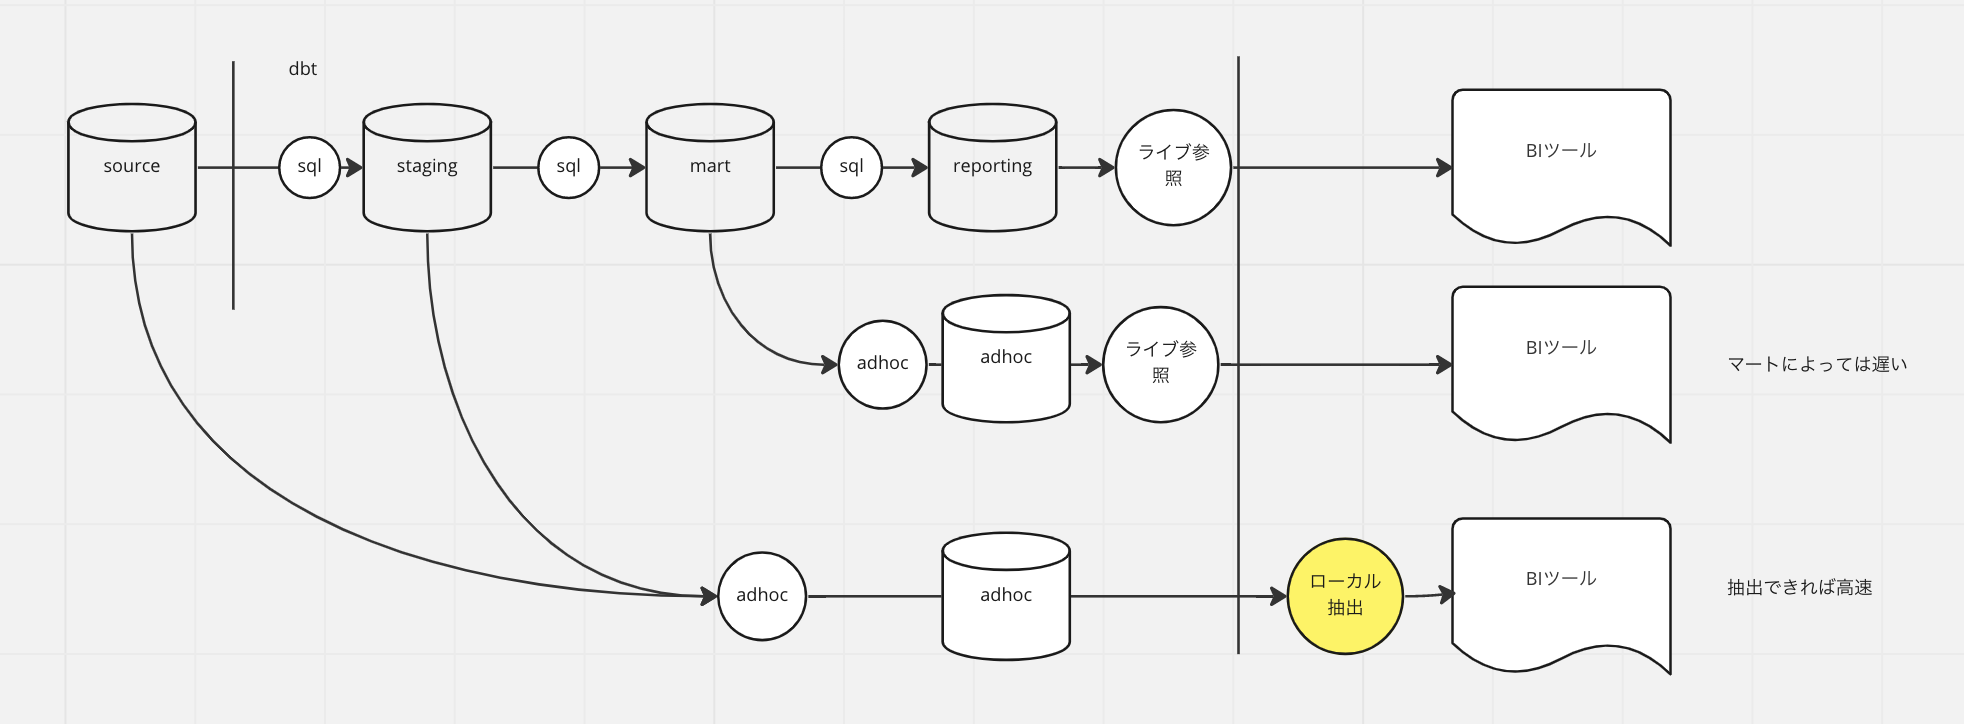 dbt
source
sql
staging
sql
mart
sql
reporting
ライブ参
照
BIツール
adhoc
adhoc
ライブ参
照
BIツール
マートによっては遅い
adhoc
adhoc
ローカル
抽出
BIツール
抽出できれば高速